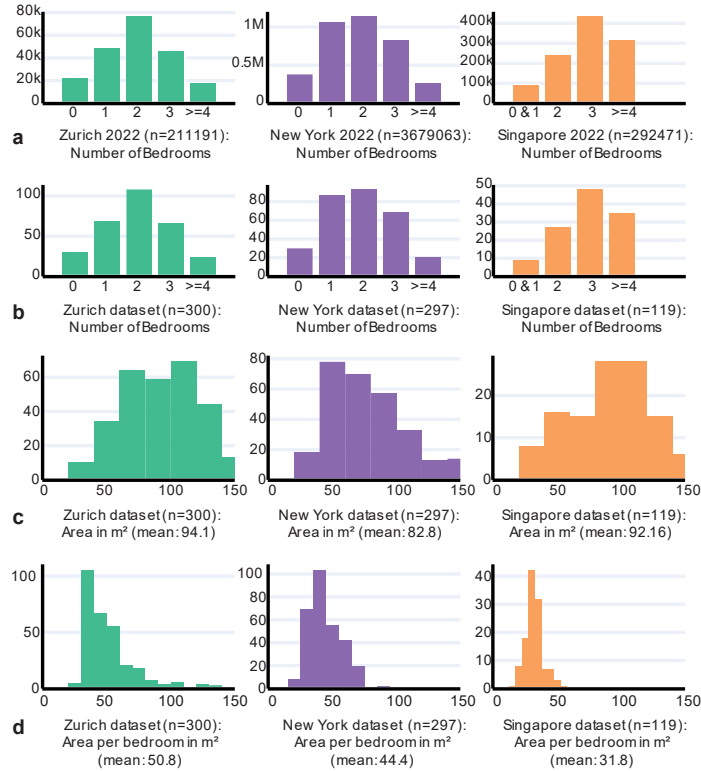 80k
60k
40k
20k
0
0 1 2 3 >=4
1M
0.5M
0
0 1 2 3 >=4
400k
300k
200k
100k
0
0 & 1 2 3 >=4
a
Zurich 2022 (n=211191):
Number of Bedrooms
New York 2022 (n=3679063):
Number of Bedrooms
Singapore 2022 (n=292471):
Number of Bedrooms
100
50
0
0 1 2 3 >=4
80
60
40
20
0
0 1 2 3 >=4
50
40
30
20
10
0
0 & 1 2 3 >=4
b
Zurich dataset (n=300):
Number of Bedrooms
New York dataset (n=297):
Number of Bedrooms
Singapore dataset (n=119):
Number of Bedrooms
60
40
20
0
0 50 100 150
80
60
40
20
0
0 50 100 150
20
10
0
0 50 100 150
c
Zurich dataset (n=300):
Area in m² (mean: 94.1)
New York dataset (n=297):
Area in m² (mean: 82.8)
Singapore dataset (n=119):
Area in m² (mean: 92.16)
100
50
0
0 50 100 150
100
80
60
40
20
0
0 50 100 150
40
30
20
10
0
0 50 100 150
d
Zurich dataset (n=300):
Area per bedroom in m²
(mean: 50.8)
New York dataset (n=297):
Area per bedroom in m²
(mean: 44.4)
Singapore dataset (n=119):
Area per bedroom in m²
(mean: 31.8)